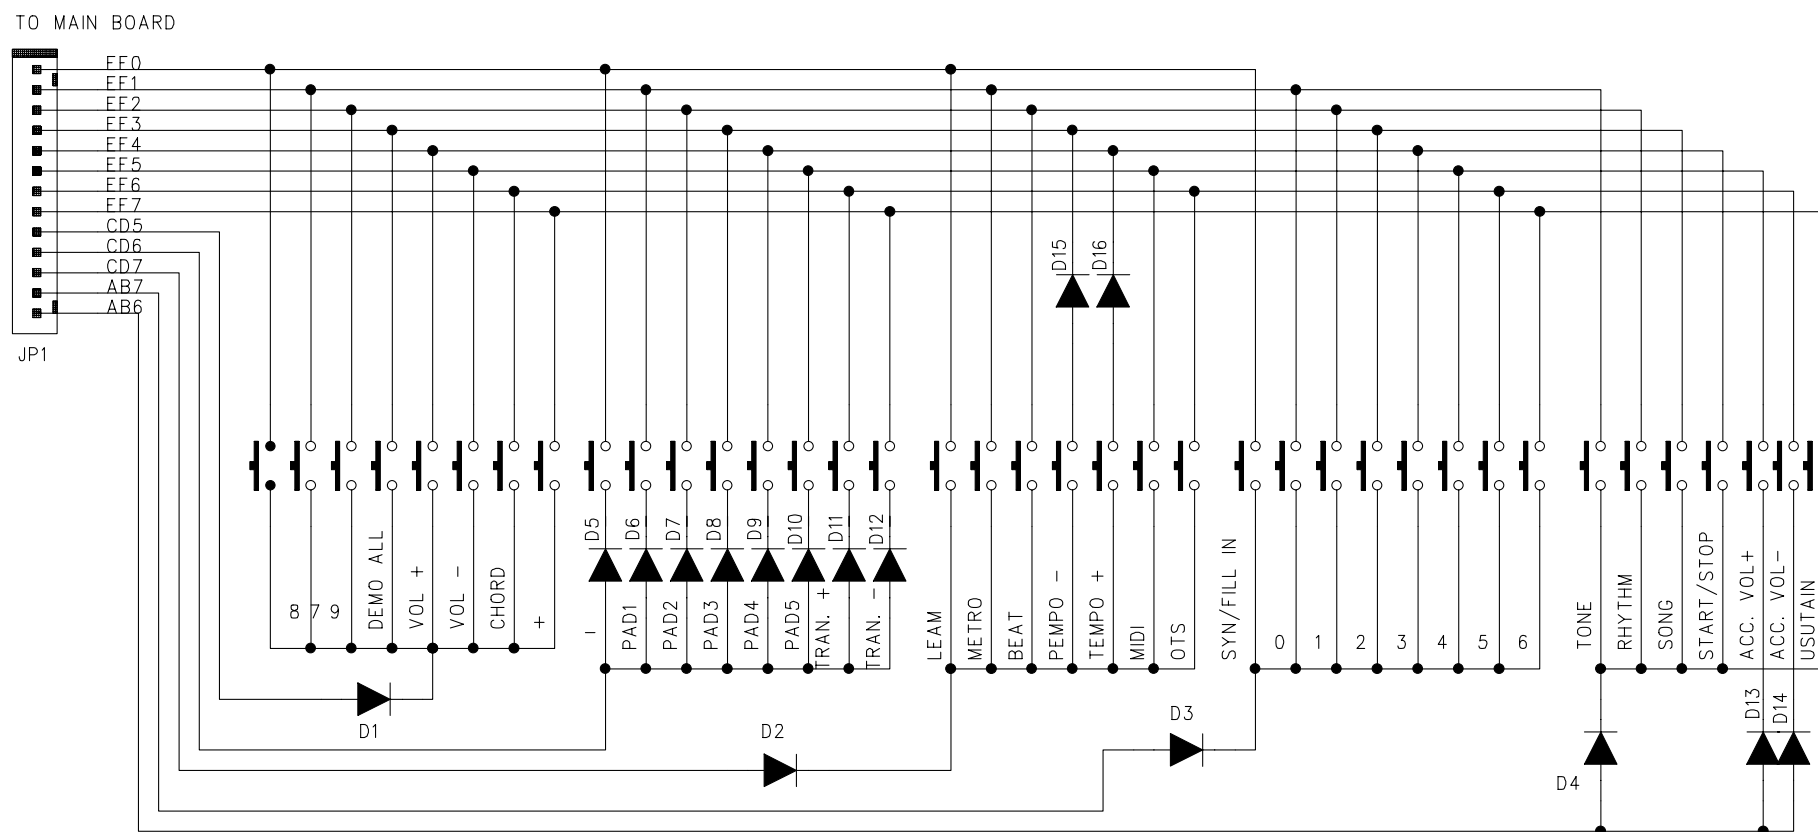 TO MAIN BOARD
EF0
EF1
EF2
EF3
EF4
EF5
EF6
EF7
CD5
CD6
CD7
AB7
AB6
JP1
D15
D16
D5
D6
D7
D8
D9
D10
D11
D12
8 7 9
DEMO ALL
VOL +
VOL -
CHORD
+
-
PAD1
PAD2
PAD3
PAD4
PAD5
TRAN. +
TRAN. -
LEAM
METRO
BEAT
PEMPO -
TEMPO +
MIDI
OTS
SYN/FILL IN
0 1 2 3 4 5 6
TONE
RHYTHM
SONG
START/STOP
ACC. VOL+
ACC. VOL-
USUTAIN
D1
D2
D3
D4
D13
D14